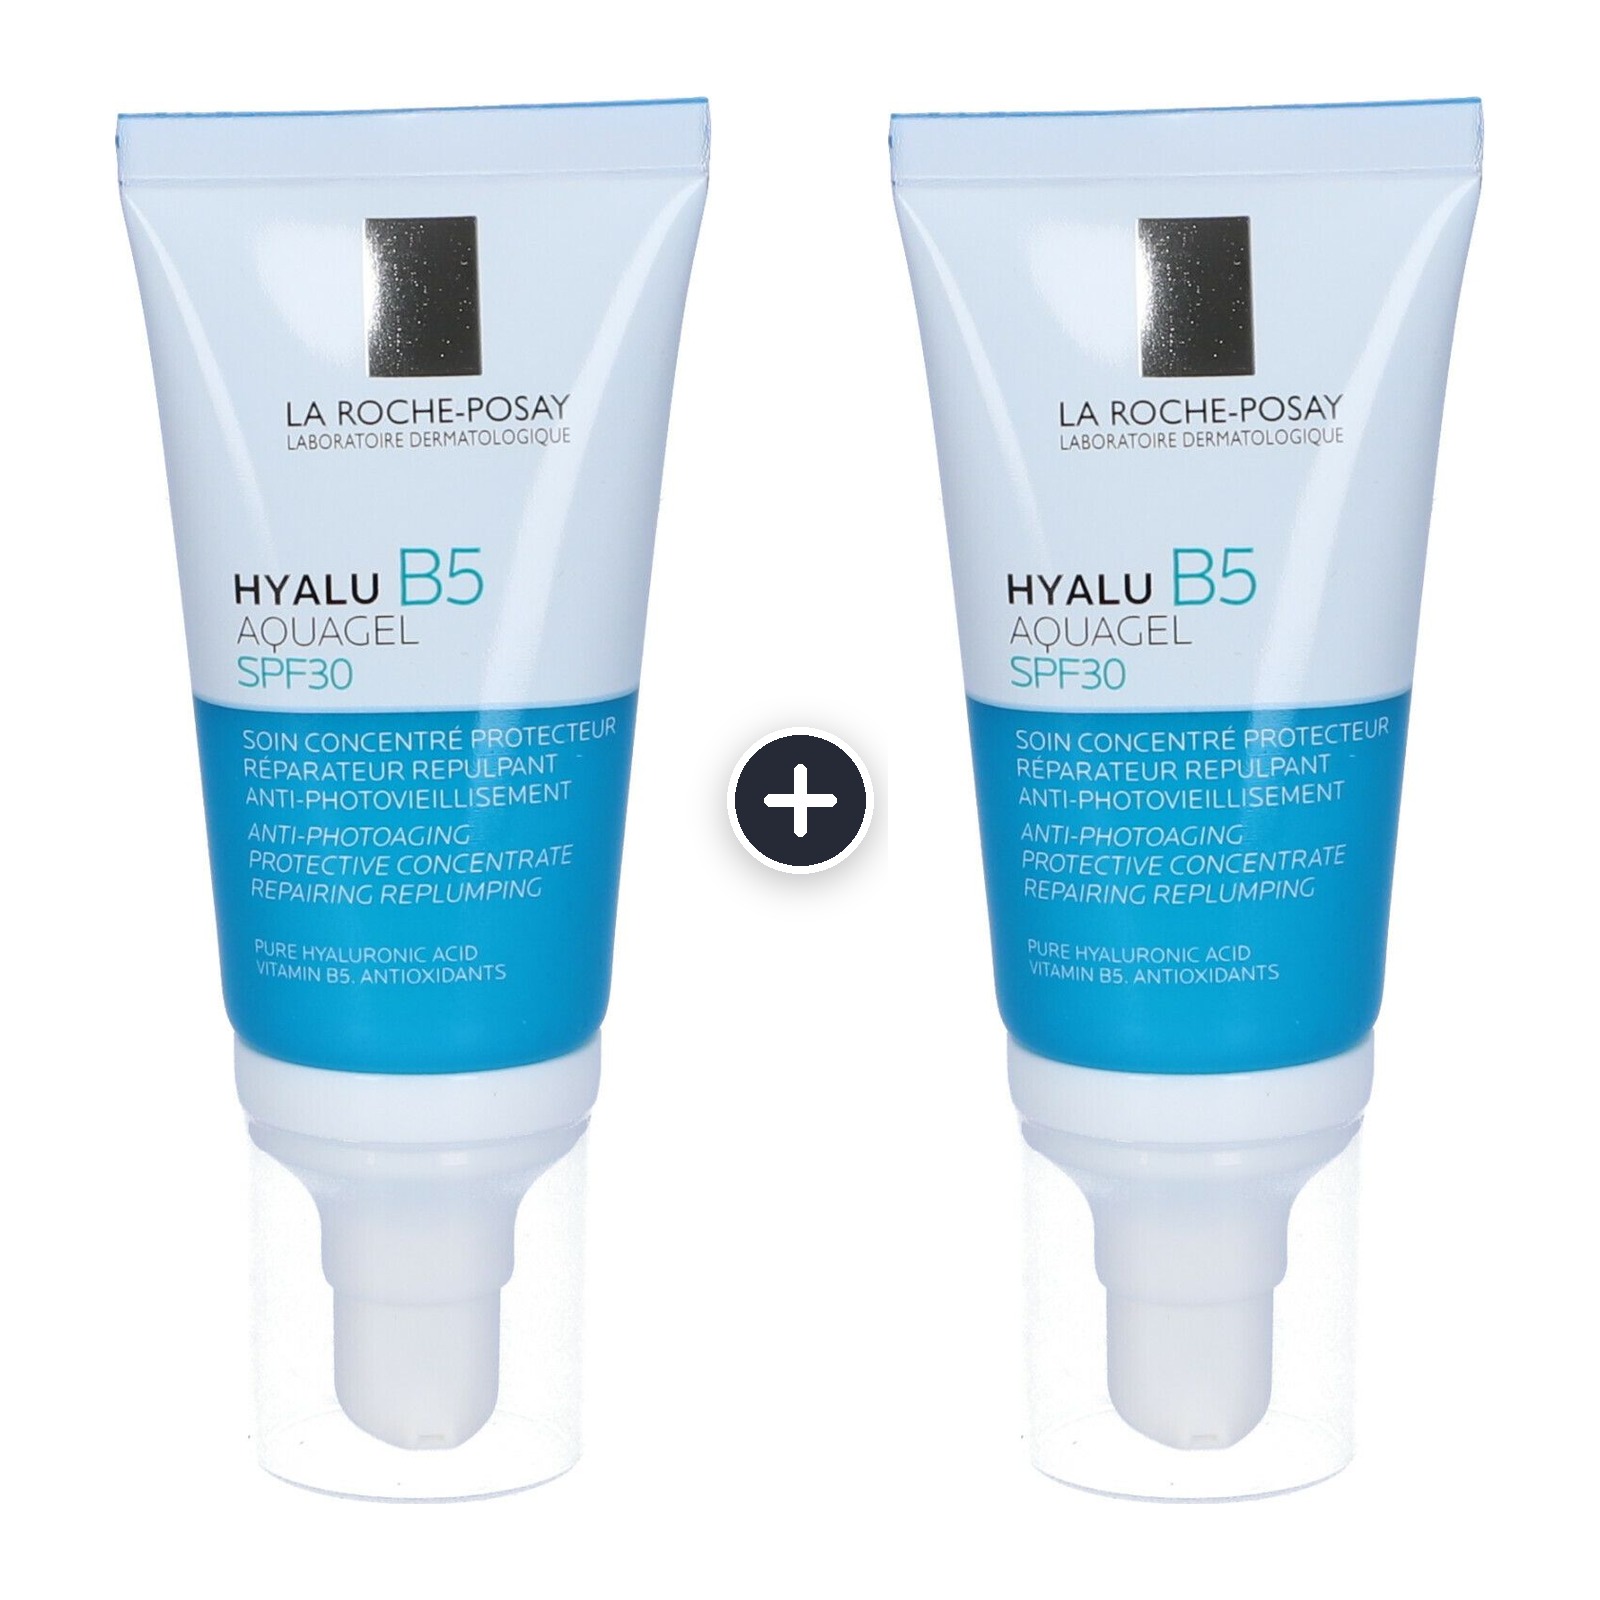 LA ROCHE-POSAY
LABORATOIRE DERMATOLOGIQUE
HYALU B5
AQUAGEL
SPF30
SOIN CONCENTRÉ PROTECTEUR
RÉPARATEUR REPULPANT
ANTI-PHOTOVIEILLISEMENT
ANTI-PHOTOAGING
PROTECTIVE CONCENTRATE
REPAIRING REPLUMPING
PURE HYALURONIC ACID
VITAMIN B5. ANTIOXIDANTS
LA ROCHE-POSAY
LABORATOIRE DERMATOLOGIQUE
HYALU B5
AQUAGEL
SPF30
SOIN CONCENTRÉ PROTECTEUR
RÉPARATEUR REPULPANT
ANTI-PHOTOVIEILLISEMENT
ANTI-PHOTOAGING
PROTECTIVE CONCENTRATE
REPAIRING REPLUMPING
PURE HYALURONIC ACID
VITAMIN B5. ANTIOXIDANTS